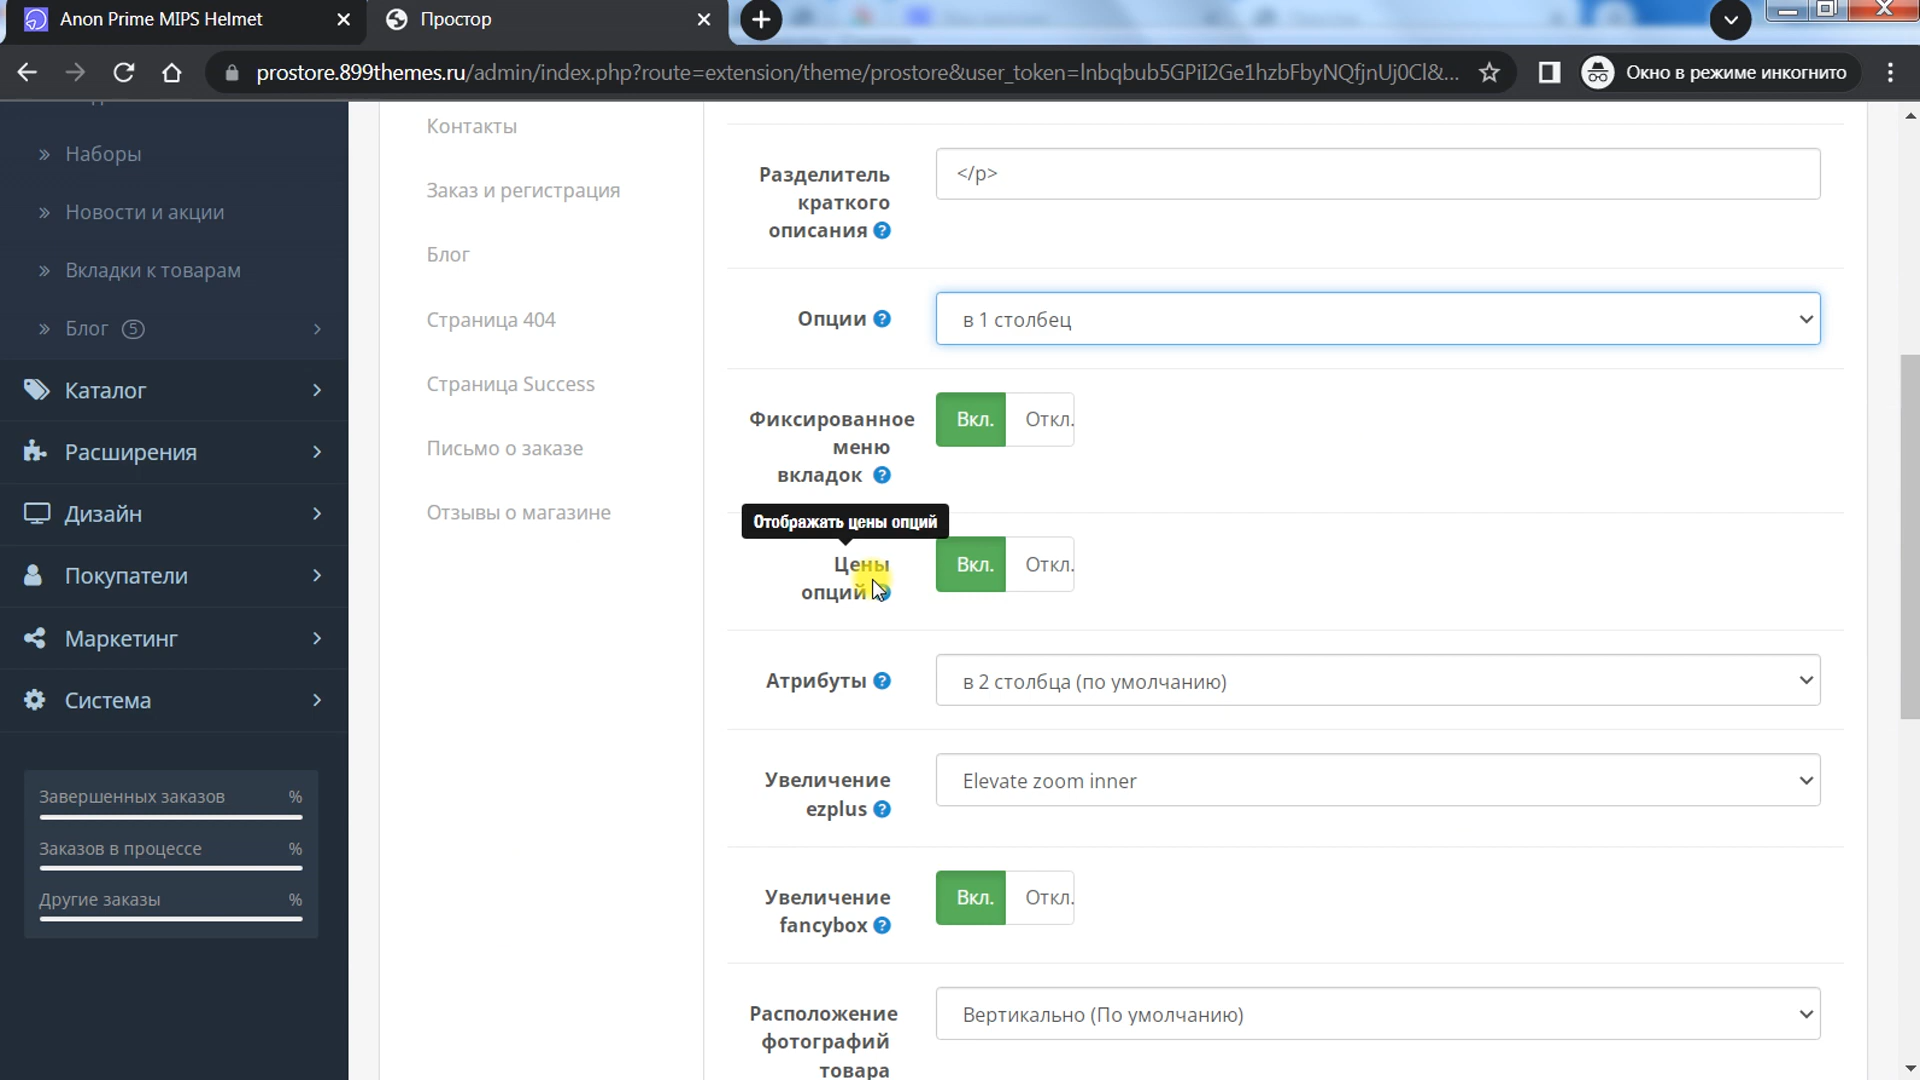 Anon Prime MIPS Helmet
Простор
prostore.899themes.ru/admin/index.php?route=extension/theme/prostore&user_token=lnbqbub5GPiI2Ge1hzbFbyNQfjnUj0Cl&...
Окно в режиме инкогнито
Наборы
Новости и акции
Вкладки к товарам
Блог 5
Каталог
Расширения
Дизайн
Покупатели
Маркетинг
Система
Завершенных заказов %
Заказов в процессе %
Другие заказы %
Контакты
Заказ и регистрация
Блог
Страница 404
Страница Success
Письмо о заказе
Отзывы о магазине
Разделитель
краткого
описания ?
</p>
Опции ?
в 1 столбец
Фиксированное
меню
вкладок ?
Вкл. Откл.
Отображать цены опций
Цены
опций
Вкл. Откл.
Атрибуты ?
в 2 столбца (по умолчанию)
Увеличение
ezplus ?
Elevate zoom inner
Увеличение
fancybox ?
Вкл. Откл.
Расположение
фотографий
товара
Вертикально (По умолчанию)